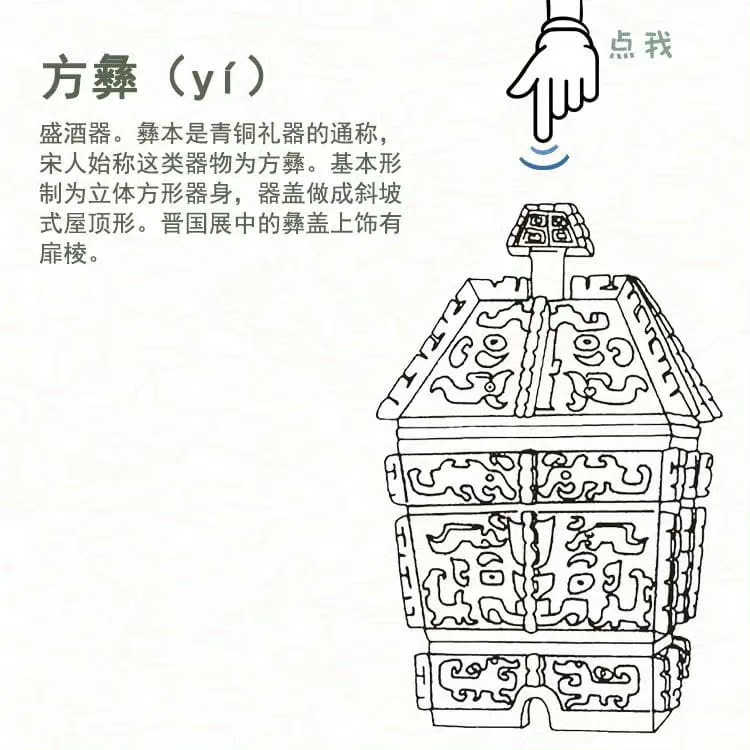 点我
方彝（yí）
盛酒器。彝本是青铜礼器的通称，
宋人始称这类器物为方彝。基本形
制为立体方形器身，器盖做成斜坡
式屋顶形。晋国展中的彝盖上饰有
扉棱。